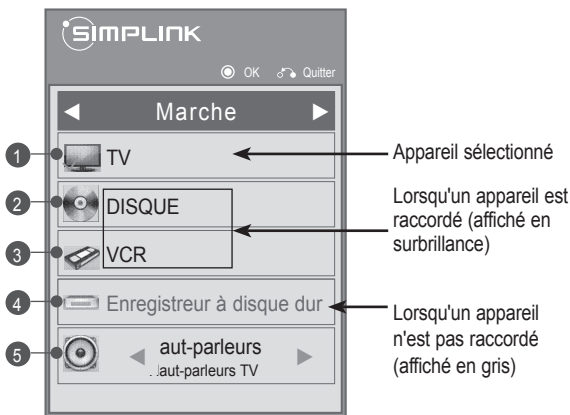 SIMPLINK
OK Quitter
◀ Marche ▶
1 TV
Appareil sélectionné
2 DISQUE
3 VCR
Lorsqu'un appareil est
raccordé (affiché en
surbrillance)
4 Enregistreur à disque dur
Lorsqu'un appareil
n'est pas raccordé
(affiché en gris)
5 ◀ aut-parleurs ▶
aut-parleurs TV